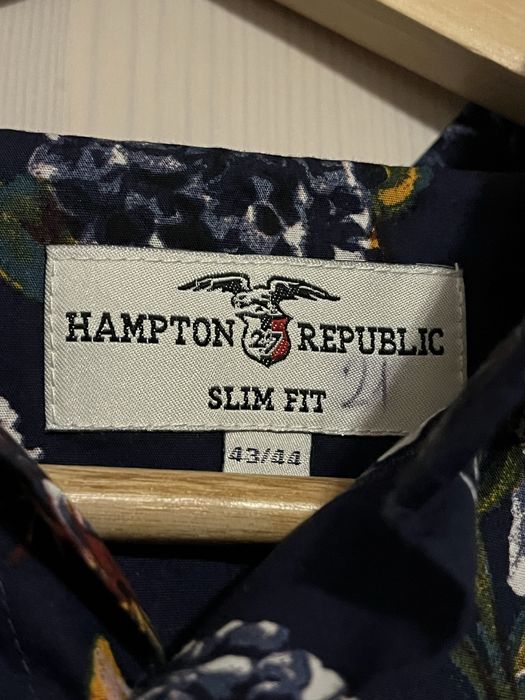 HAMPTON 27 REPUBLIC
SLIM FIT
21
43/44